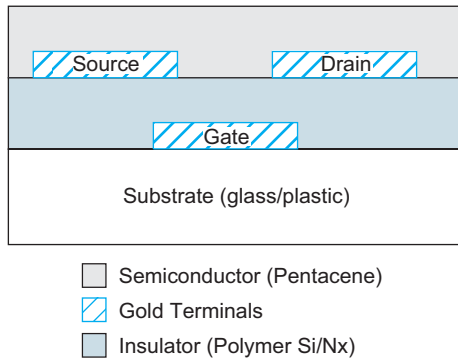 Source
Drain
Gate
Substrate (glass/plastic)
Semiconductor (Pentacene)
Gold Terminals
Insulator (Polymer Si/Nx)